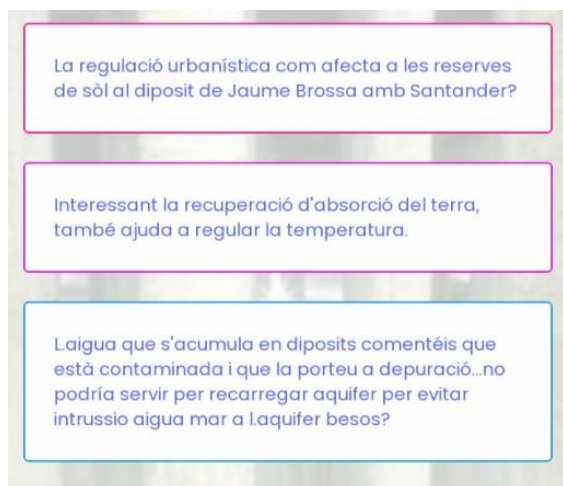 La regulació urbanística com afecta a les reserves
de sòl al diposit de Jaume Brossa amb Santander?
Interessant la recuperació d'absorció del terra,
també ajuda a regular la temperatura.
L.aigua que s'acumula en diposits comentéis que
està contaminada i que la porteu a depuració...no
podría servir per recarregar aquifer per evitar
intrussio aigua mar a l.aquifer besos?